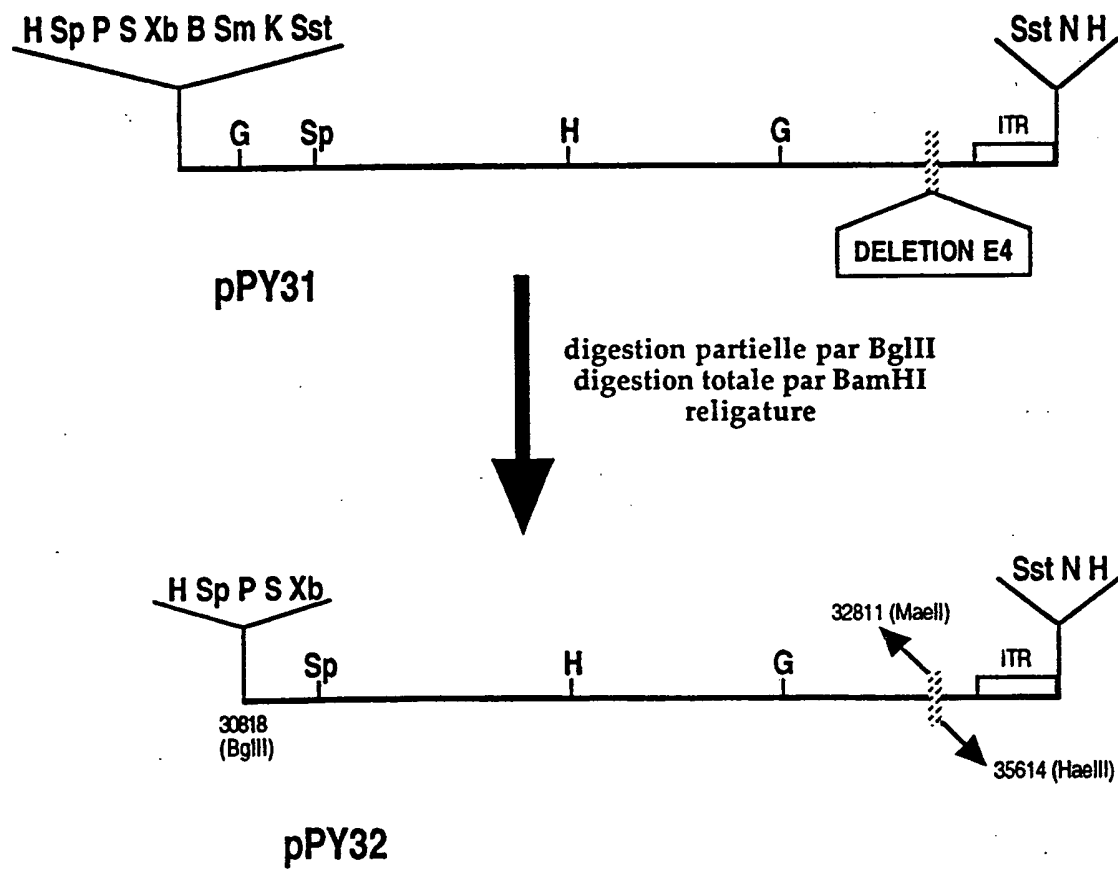 H Sp P S Xb B Sm K Sst
Sst N H
G Sp H G ITR
DELETION E4
pPY31
digestion partielle par BglII
digestion totale par BamHI
religature
H Sp P S Xb
Sst N H
32811 (MaeII)
Sp H G ITR
30818
(BglII)
35614 (HaeIII)
pPY32